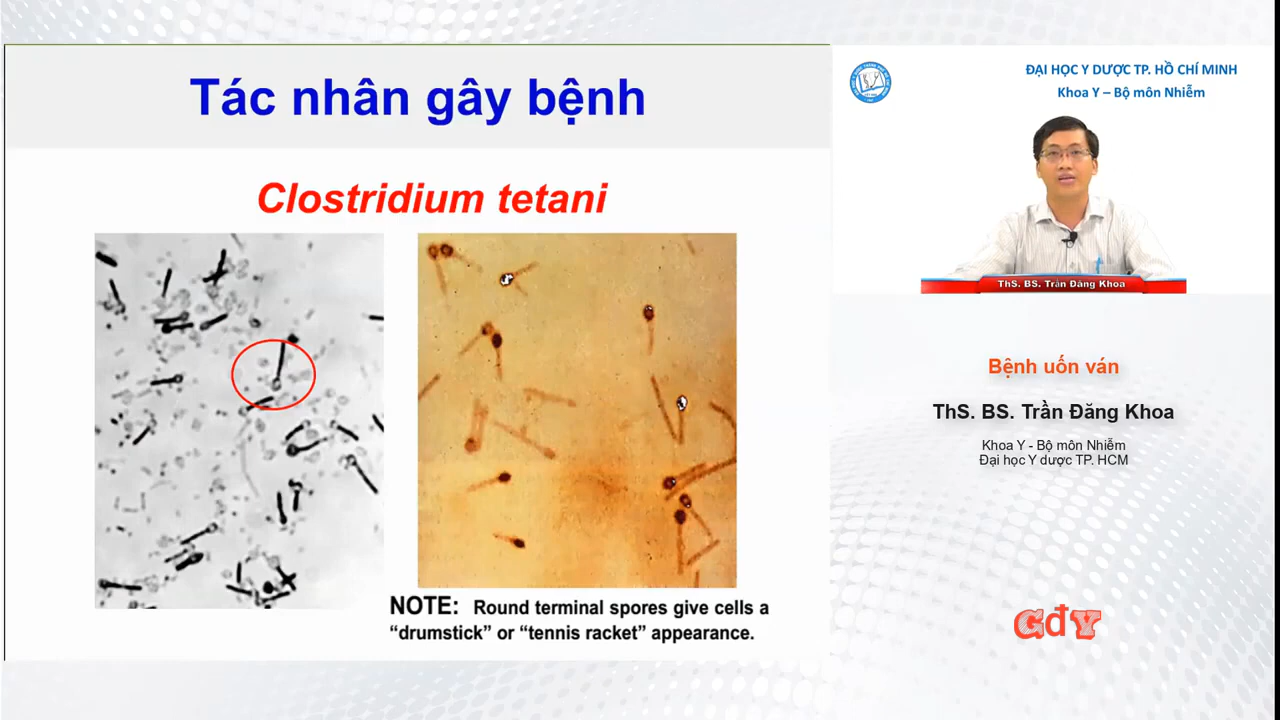 Tác nhân gây bệnh
Clostridium tetani
NOTE: Round terminal spores give cells a
“drumstick” or “tennis racket” appearance.
ĐẠI HỌC Y DƯỢC TP. HỒ CHÍ MINH
Khoa Y – Bộ môn Nhiễm
ThS. BS. Trần Đăng Khoa
Bệnh uốn ván
ThS. BS. Trần Đăng Khoa
Khoa Y - Bộ môn Nhiễm
Đại học Y dược TP. HCM
GđY